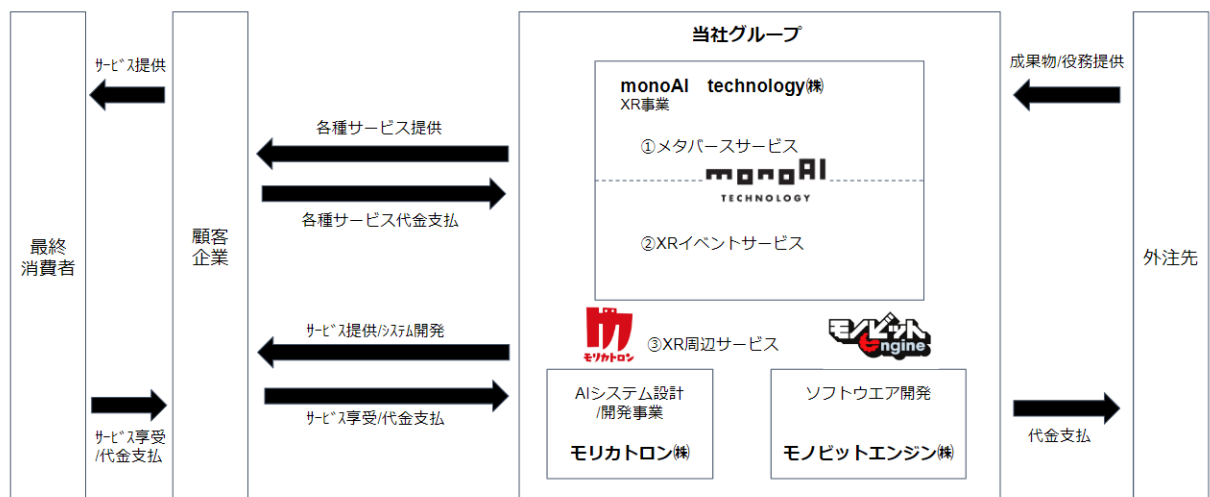 当社グループ
サービス提供
成果物/役務提供
monoAI technology㈱
XR事業
各種サービス提供
①メタバースサービス
monoAI
TECHNOLOGY
各種サービス代金支払
最終
消費者
顧客
企業
②XRイベントサービス
外注先
サービス提供/システム開発
モリカトロン
③XR周辺サービス
モノビット
Engine
サービス享受/代金支払
AIシステム設計
/開発事業
ソフトウエア開発
サービス享受
/代金支払
代金支払
モリカトロン㈱
モノビットエンジン㈱